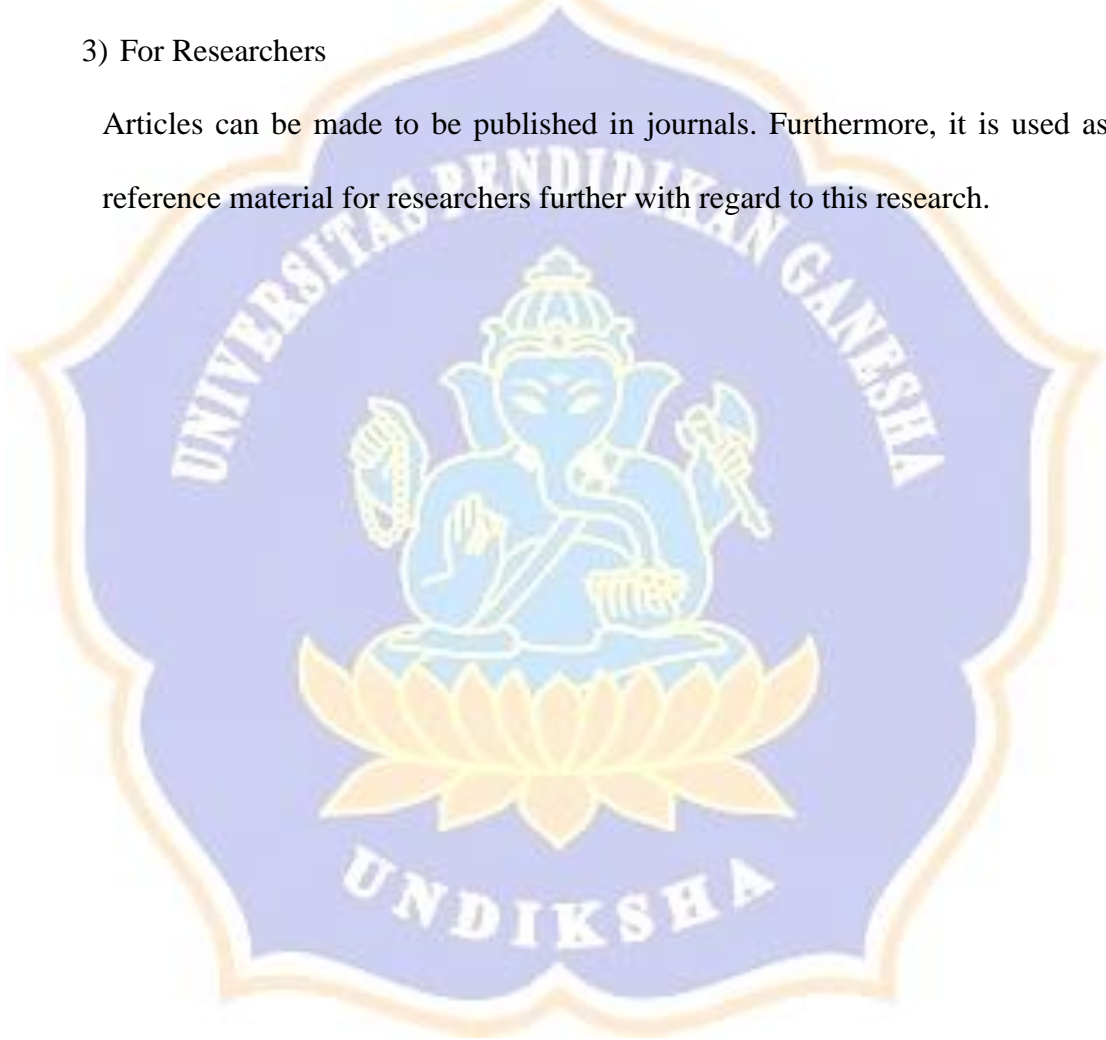 3) For Researchers
Articles can be made to be published in journals. Furthermore, it is used as
reference material for researchers further with regard to this research.
UNIVERSITAS PENDIDIKAN GANESHA
UNDIKSHA